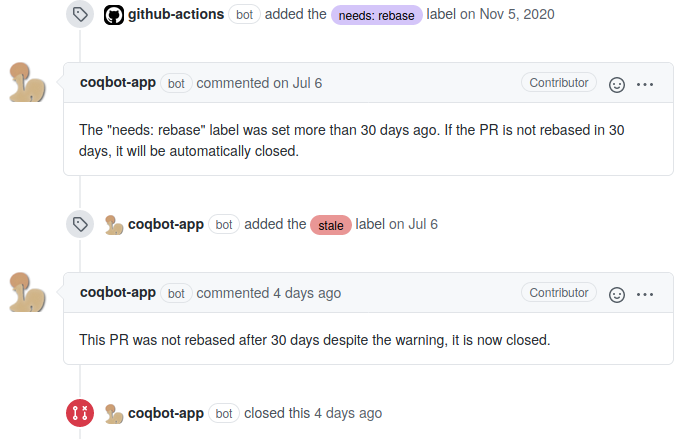 github-actions bot added the needs: rebase label on Nov 5, 2020
coqbot-app bot commented on Jul 6 Contributor
The "needs: rebase" label was set more than 30 days ago. If the PR is not rebased in 30
days, it will be automatically closed.
coqbot-app bot added the stale label on Jul 6
coqbot-app bot commented 4 days ago Contributor
This PR was not rebased after 30 days despite the warning, it is now closed.
coqbot-app bot closed this 4 days ago